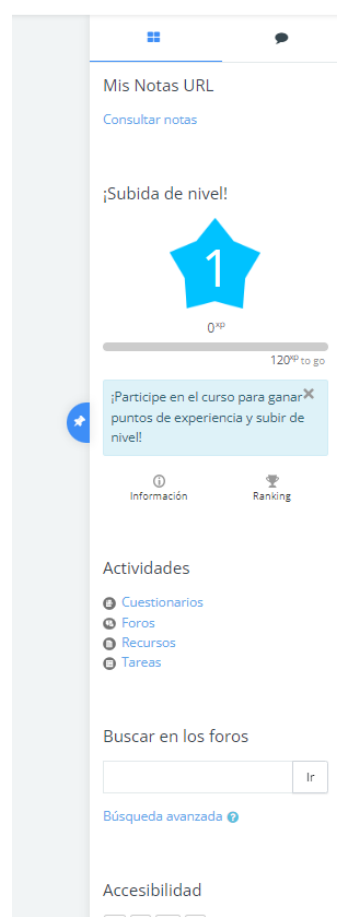 Mis Notas URL
Consultar notas
¡Subida de nivel!
1
0xp
120xp to go
¡Participe en el curso para ganar
puntos de experiencia y subir de
nivel!
Información
Ranking
Actividades
Cuestionarios
Foros
Recursos
Tareas
Buscar en los foros
Ir
Búsqueda avanzada
Accesibilidad